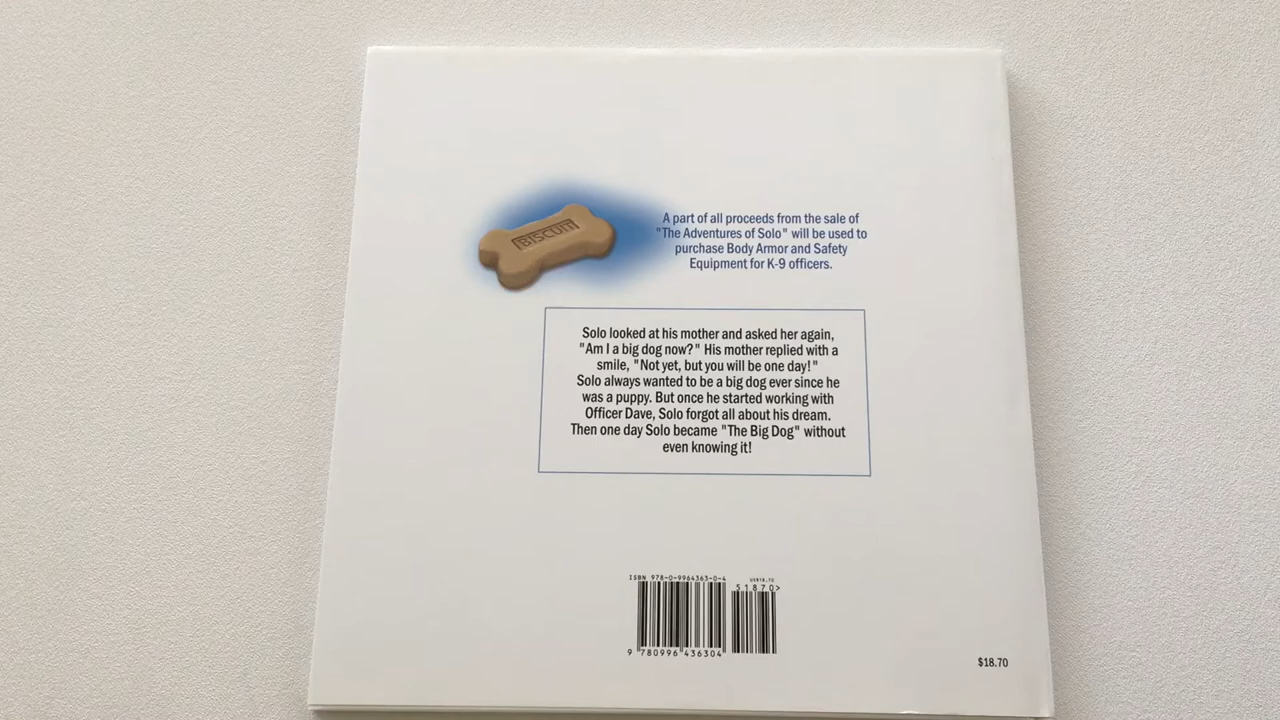 BISCUIT
A part of all proceeds from the sale of
"The Adventures of Solo" will be used to
purchase Body Armor and Safety
Equipment for K-9 officers.
Solo looked at his mother and asked her again,
"Am I a big dog now?" His mother replied with a
smile, "Not yet, but you will be one day!"
Solo always wanted to be a big dog ever since he
was a puppy. But once he started working with
Officer Dave, Solo forgot all about his dream.
Then one day Solo became "The Big Dog" without
even knowing it!
ISBN 978-0-9964363-0-4
US$18.70
51870>
9 780996 436304
$18.70